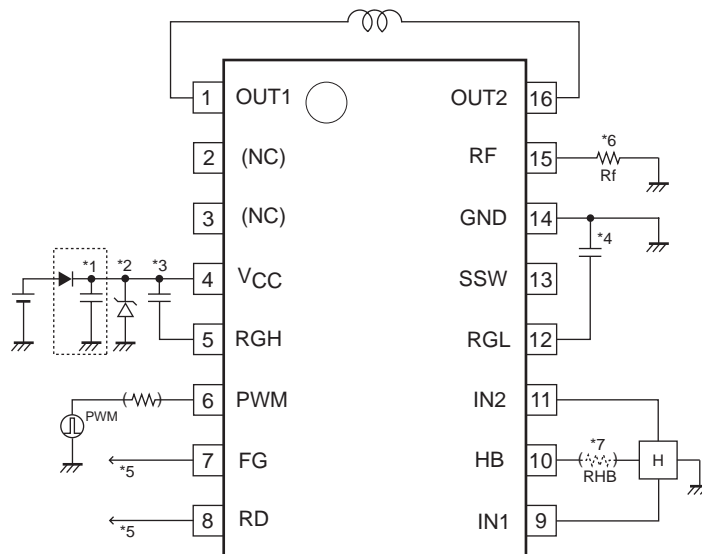 1 OUT1 OUT2 16
2 (NC) RF 15 *6 Rf
3 (NC) GND 14 *4
*1 *2 *3 4 VCC SSW 13
5 RGH RGL 12
PWM 6 PWM IN2 11
*5 7 FG HB 10 *7 RHB H
*5 8 RD IN1 9